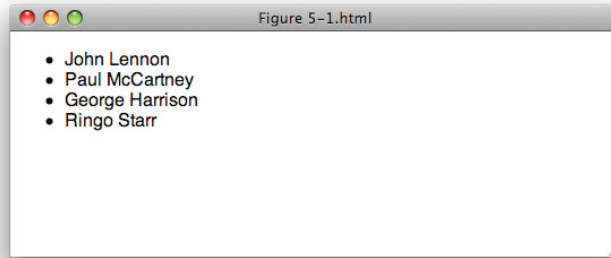 Figure 5-1.html
• John Lennon
• Paul McCartney
• George Harrison
• Ringo Starr